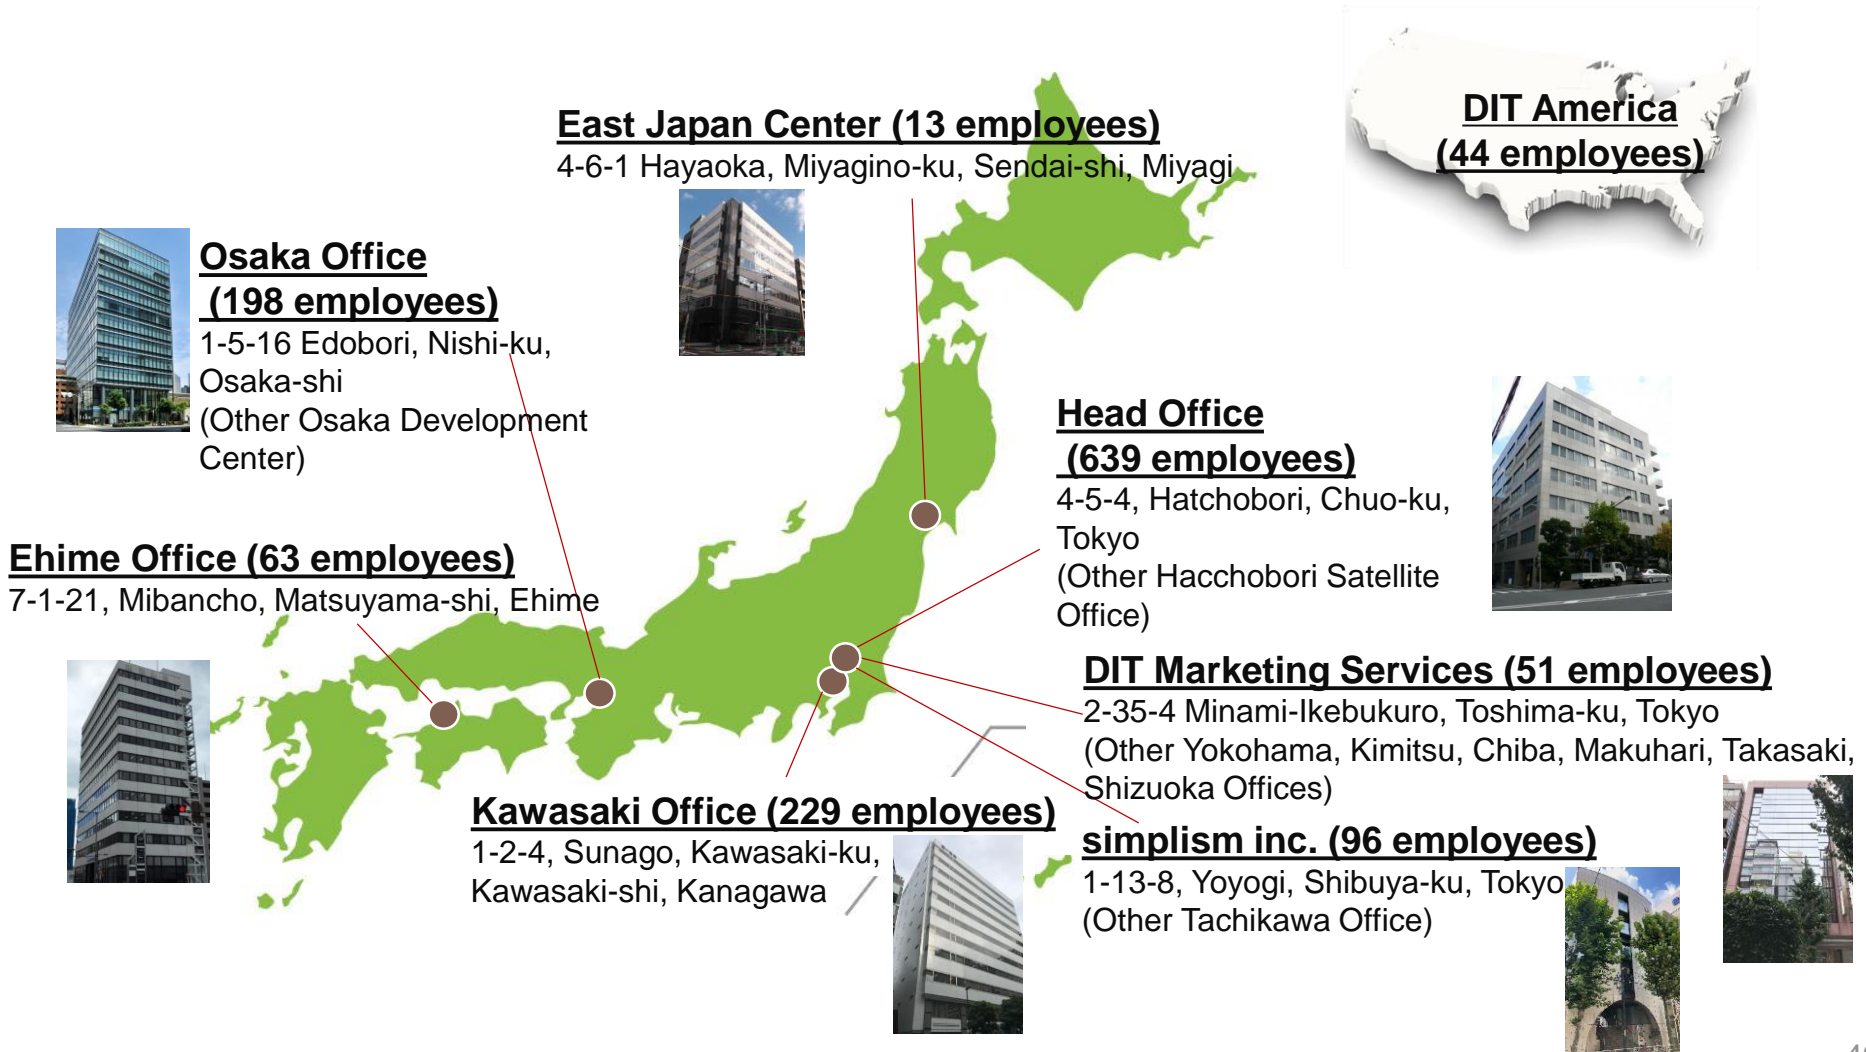 DIT America
(44 employees)
East Japan Center (13 employees)
4-6-1 Hayaoka, Miyagino-ku, Sendai-shi, Miyagi
Osaka Office
(198 employees)
1-5-16 Edobori, Nishi-ku,
Osaka-shi
(Other Osaka Development
Center)
Head Office
(639 employees)
4-5-4, Hatchobori, Chuo-ku,
Tokyo
(Other Hacchobori Satellite
Office)
Ehime Office (63 employees)
7-1-21, Mibancho, Matsuyama-shi, Ehime
DIT Marketing Services (51 employees)
2-35-4 Minami-Ikebukuro, Toshima-ku, Tokyo
(Other Yokohama, Kimitsu, Chiba, Makuhari, Takasaki,
Shizuoka Offices)
Kawasaki Office (229 employees)
1-2-4, Sunago, Kawasaki-ku,
Kawasaki-shi, Kanagawa
simplism inc. (96 employees)
1-13-8, Yoyogi, Shibuya-ku, Tokyo
(Other Tachikawa Office)